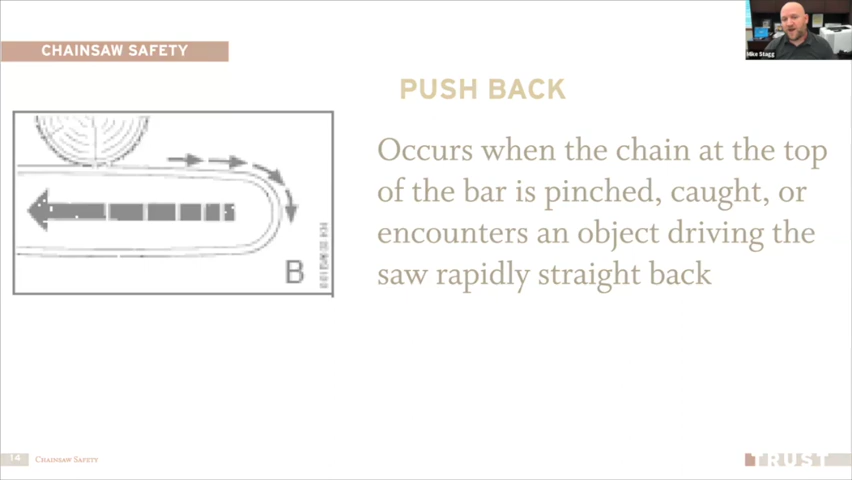 CHAINSAW SAFETY
Mike Stagg
PUSH BACK
Occurs when the chain at the top
of the bar is pinched, caught, or
encounters an object driving the
saw rapidly straight back
B
14
Chainsaw Safety
TRUST